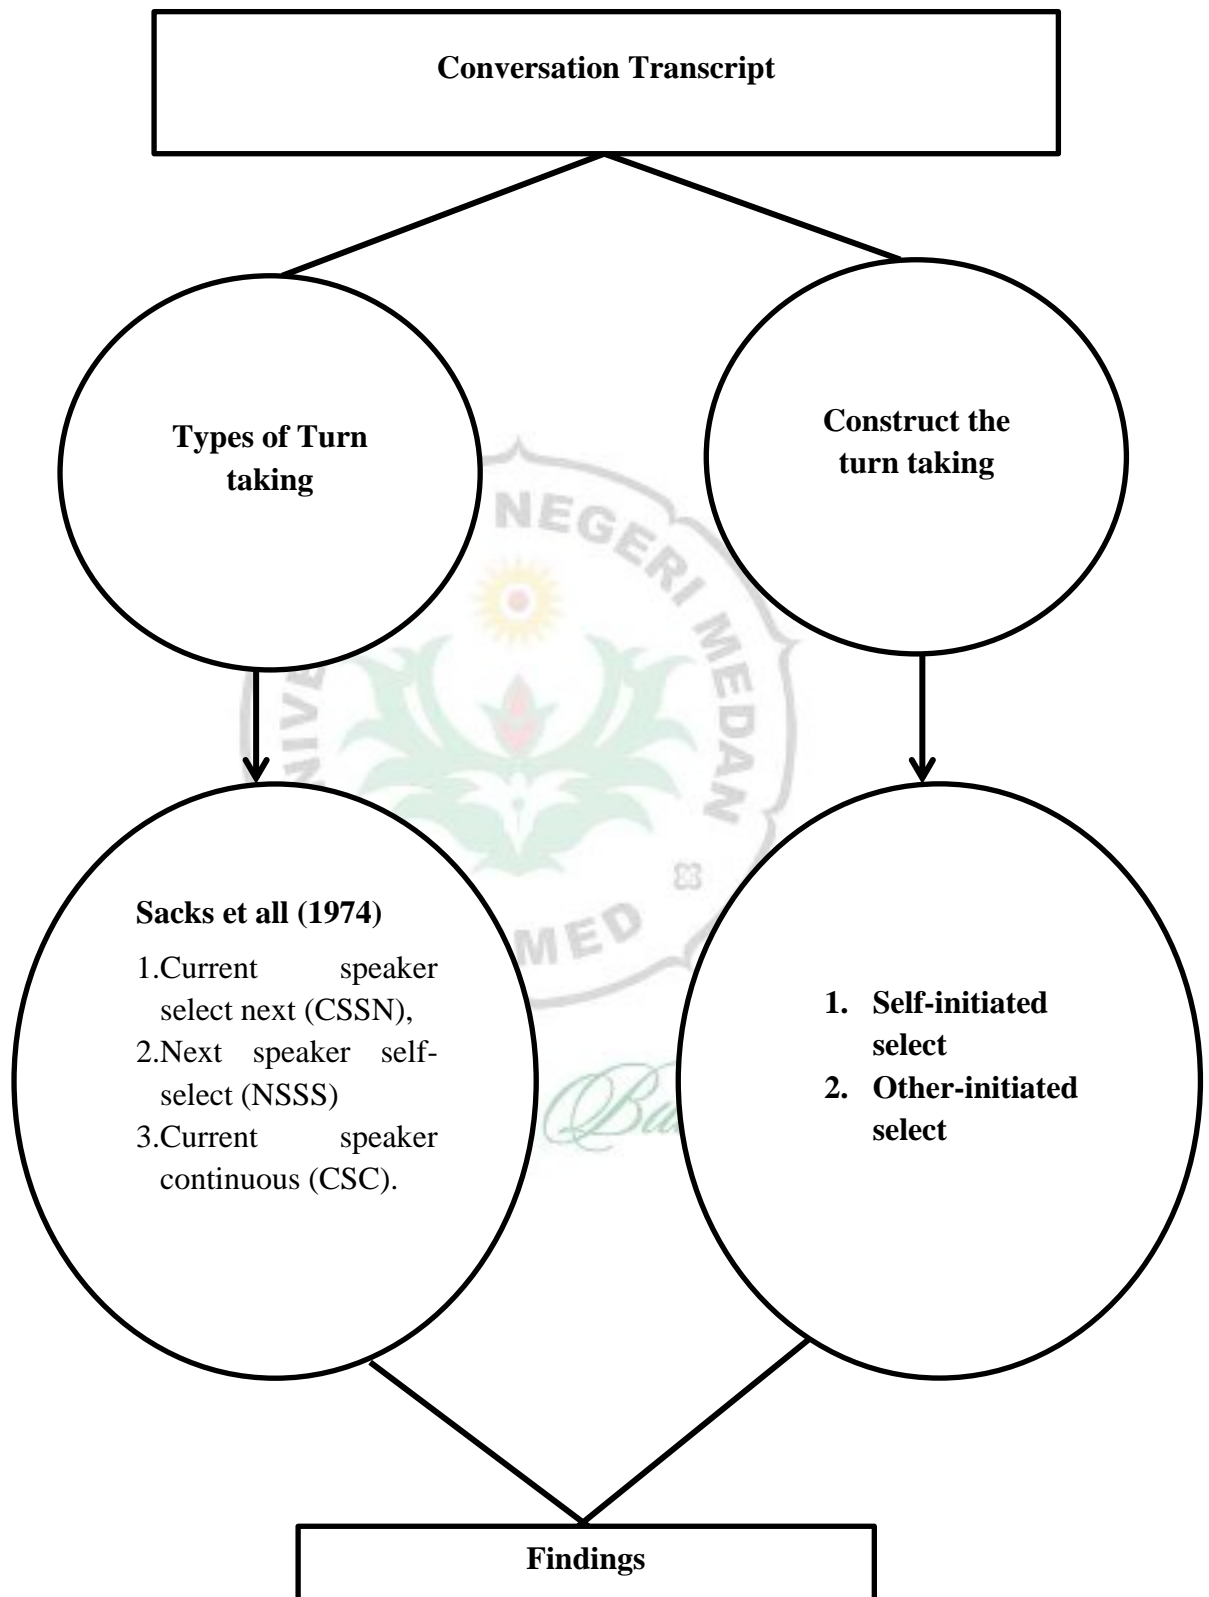 Conversation Transcript
Types of Turn
taking
Construct the
turn taking
NEGERI MEDAN
Sacks et all (1974)
1.Current speaker
select next (CSSN),
2.Next speaker self-
select (NSSS)
3.Current speaker
continuous (CSC).
1. Self-initiated
select
2. Other-initiated
select
Findings